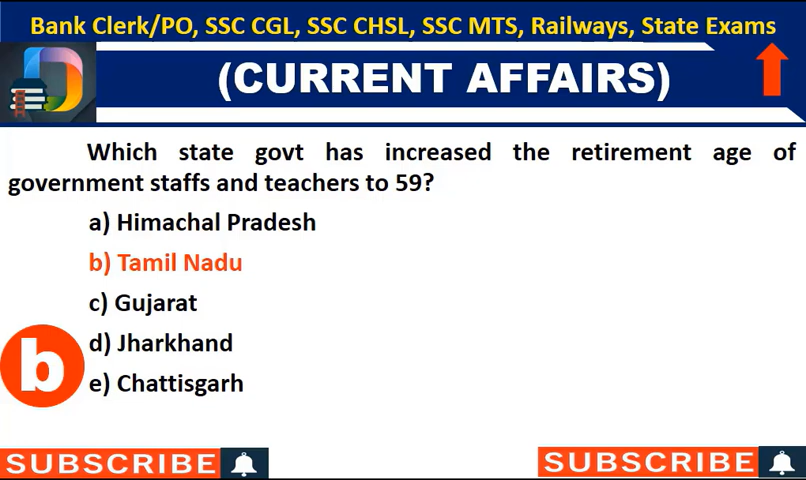 Bank Clerk/PO, SSC CGL, SSC CHSL, SSC MTS, Railways, State Exams
(CURRENT AFFAIRS)
Which state govt has increased the retirement age of
government staffs and teachers to 59?
a) Himachal Pradesh
b) Tamil Nadu
c) Gujarat
d) Jharkhand
b
e) Chattisgarh
SUBSCRIBE
SUBSCRIBE